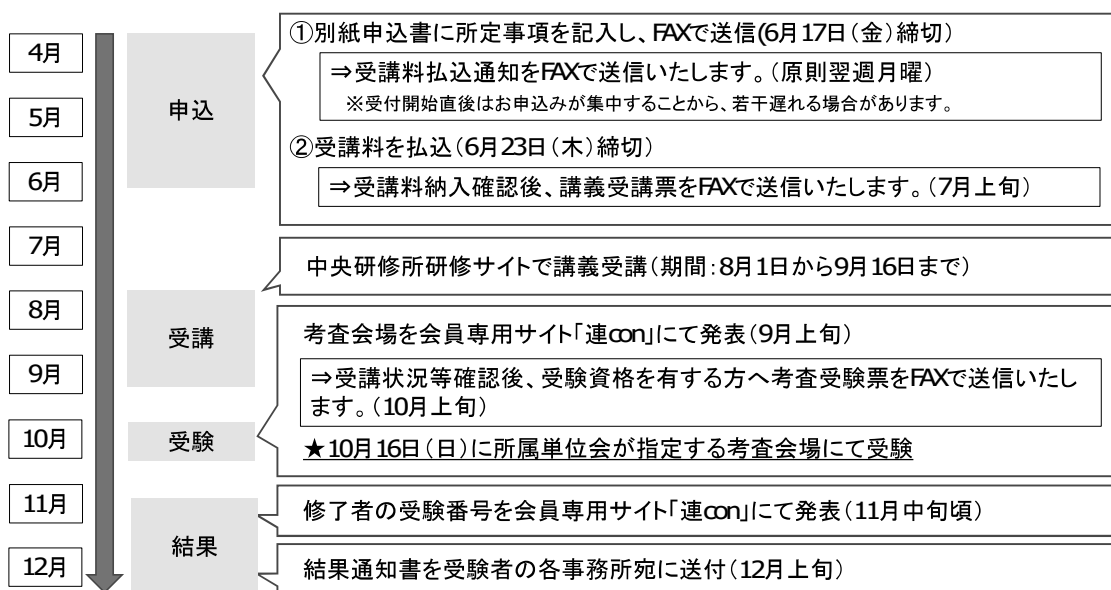 4月
5月
6月
7月
8月
9月
10月
11月
12月
申込
①別紙申込書に所定事項を記入し、FAXで送信(6月17日（金）締切）
⇒受講料払込通知をFAXで送信いたします。（原則翌週月曜）
※受付開始直後はお申込みが集中することから、若干遅れる場合があります。
②受講料を払込（6月23日（木）締切）
⇒受講料納入確認後、講義受講票をFAXで送信いたします。（7月上旬）
受講
中央研修所研修サイトで講義受講（期間：8月1日から9月16日まで）
受験
考査会場を会員専用サイト「連con」にて発表（9月上旬）
⇒受講状況等確認後、受験資格を有する方へ考査受験票をFAXで送信いたし
ます。（10月上旬）
★10月16日（日）に所属単位会が指定する考査会場にて受験
結果
修了者の受験番号を会員専用サイト「連con」にて発表（11月中旬頃）
結果通知書を受験者の各事務所宛に送付（12月上旬）